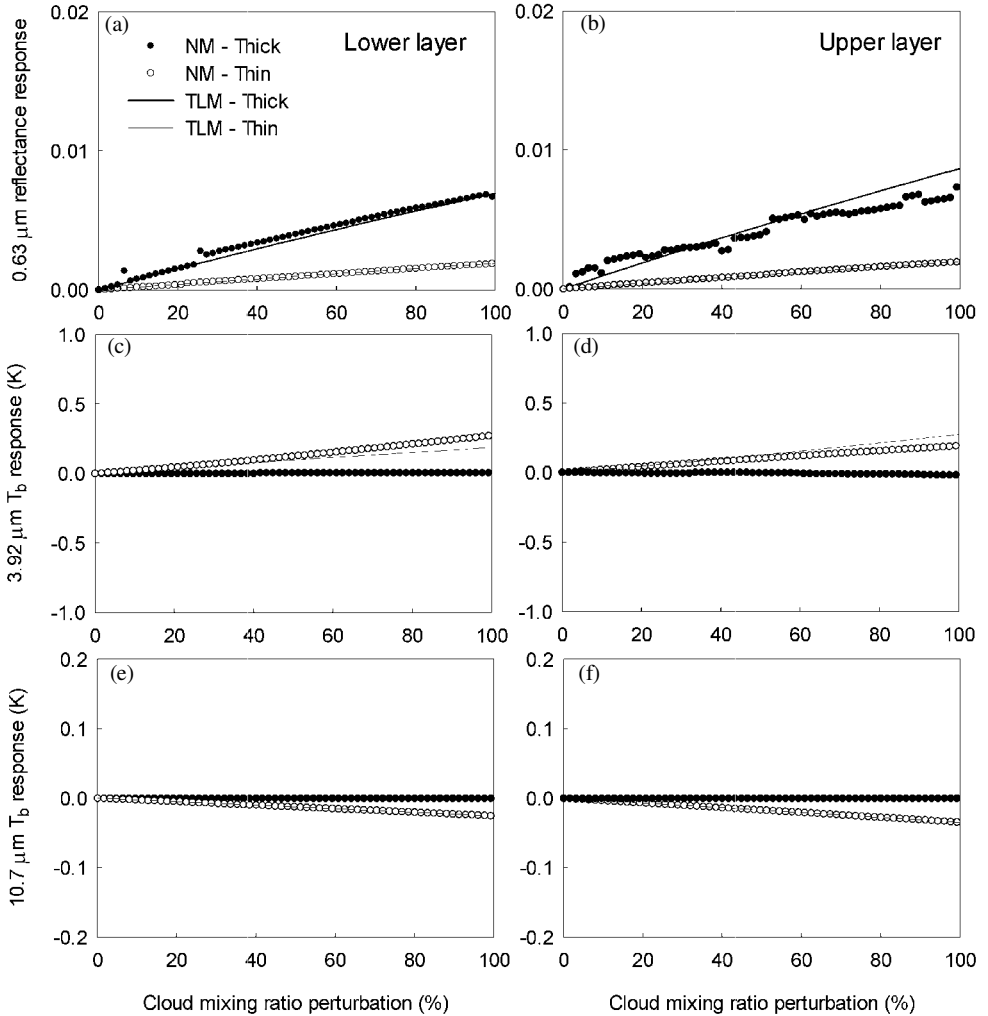 (a)
Lower layer
NM - Thick
NM - Thin
TLM - Thick
TLM - Thin
0.02
0.01
0.00
0 20 40 60 80 100
0.63 μm reflectance response
(b)
Upper layer
0.02
0.01
0.00
0 20 40 60 80 100
(c)
1.0
0.5
0.0
-0.5
-1.0
0 20 40 60 80 100
3.92 μm Tb response (K)
(d)
1.0
0.5
0.0
-0.5
-1.0
0 20 40 60 80 100
(e)
0.2
0.1
0.0
-0.1
-0.2
0 20 40 60 80 100
10.7 μm Tb response (K)
Cloud mixing ratio perturbation (%)
(f)
0.2
0.1
0.0
-0.1
-0.2
0 20 40 60 80 100
Cloud mixing ratio perturbation (%)